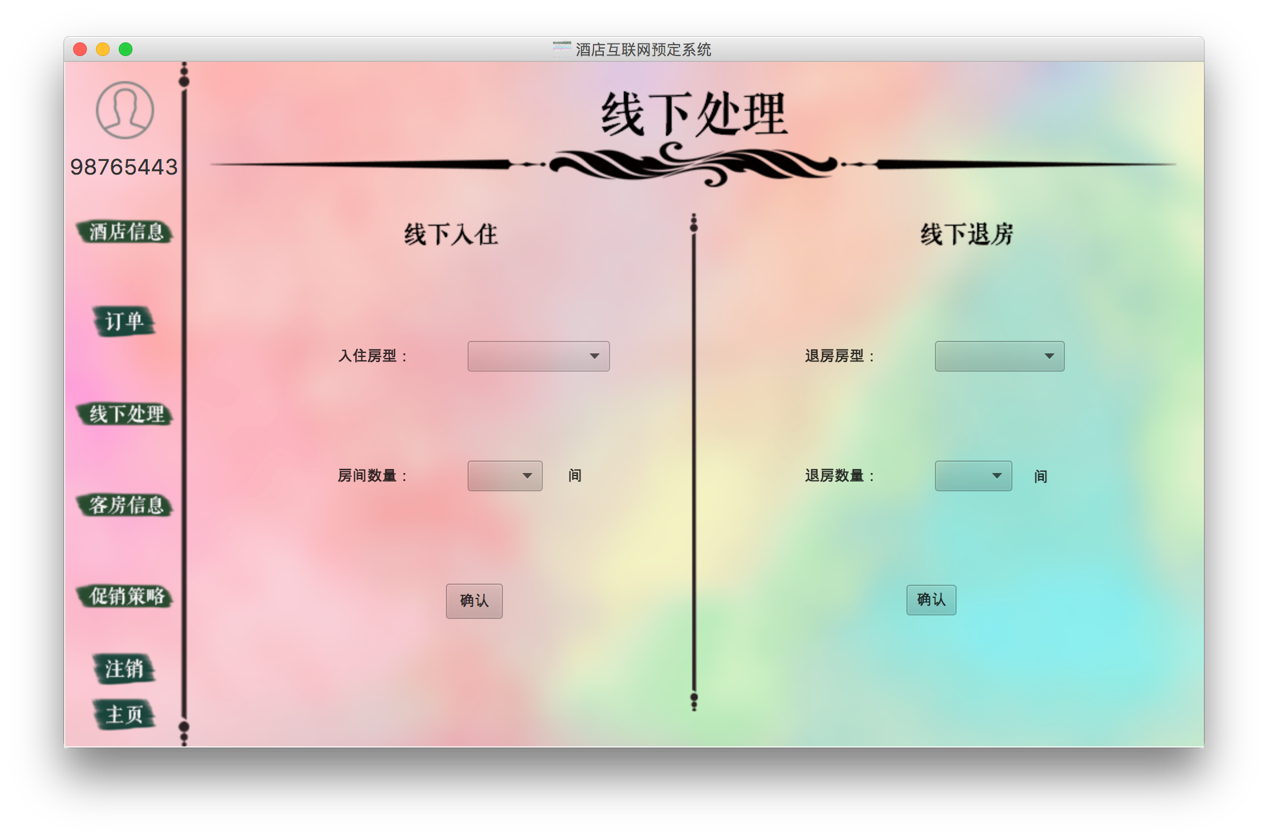 酒店互联网预定系统
98765443
酒店信息
订单
线下处理
客房信息
促销策略
注销
主页
线下处理
线下入住
入住房型：
房间数量：
间
确认
线下退房
退房房型：
退房数量：
间
确认